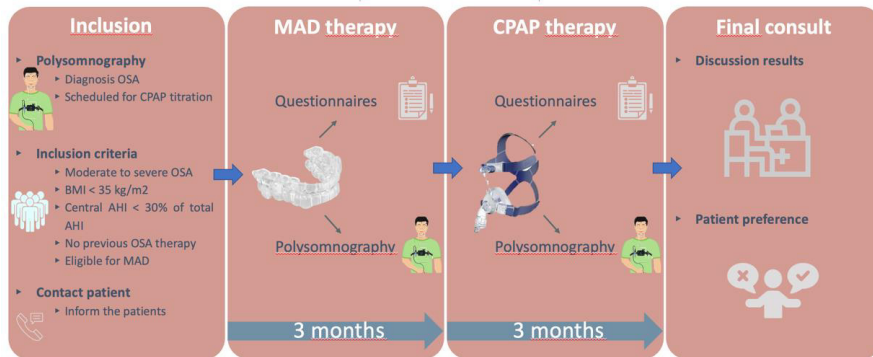 Inclusion
Polysomnography
Diagnosis OSA
Scheduled for CPAP titration
Inclusion criteria
Moderate to severe OSA
BMI < 35 kg/m2
Central AHI < 30% of total
AHI
No previous OSA therapy
Eligible for MAD
Contact patient
Inform the patients
MAD therapy
Questionnaires
Polysomnography
3 months
CPAP therapy
Questionnaires
Polysomnography
3 months
Final consult
Discussion results
Patient preference